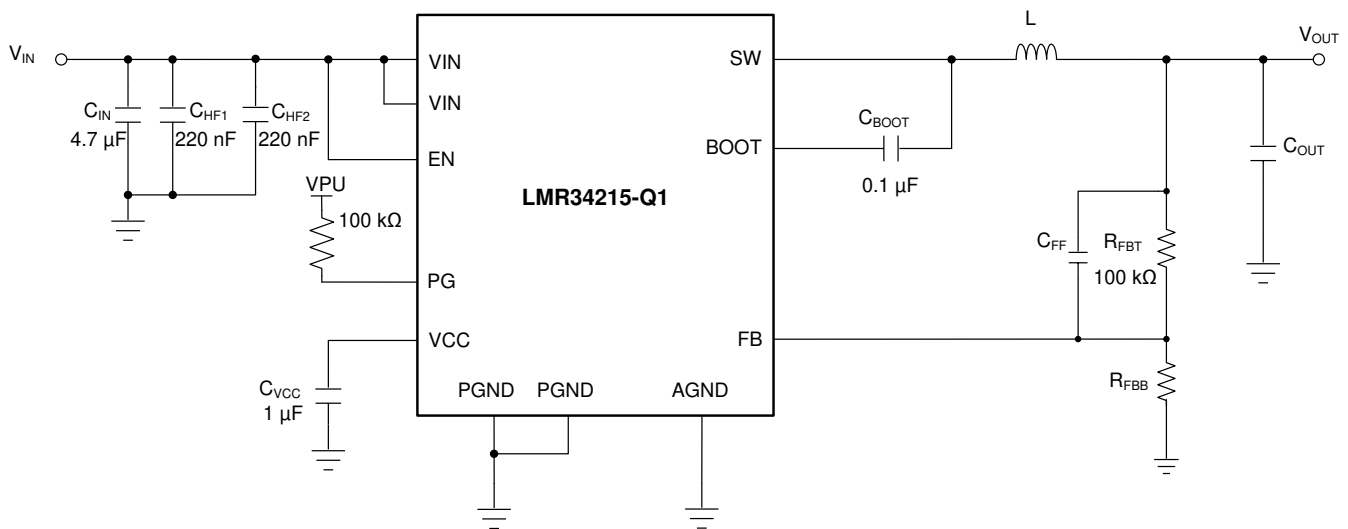 L
V_IN
V_OUT
VIN
SW
VIN
C_IN
4.7 µF
C_HF1
220 nF
C_HF2
220 nF
C_BOOT
0.1 µF
BOOT
C_OUT
EN
VPU
100 kΩ
LMR34215-Q1
C_FF
R_FBT
100 kΩ
PG
VCC
FB
C_VCC
1 µF
PGND
PGND
AGND
R_FBB